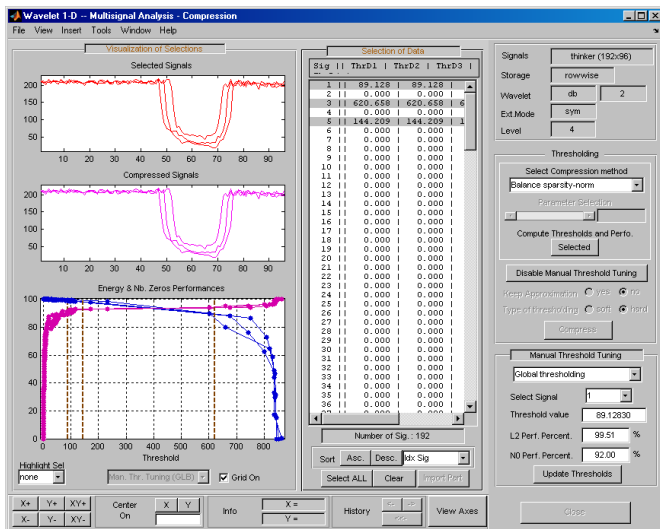 Wavelet 1-D -- Multisignal Analysis - Compression
File View Insert Tools Window Help
Visualization of Selections
Selected Signals
200
150
100
50
10 20 30 40 50 60 70 80 90
Compressed Signals
200
150
100
50
10 20 30 40 50 60 70 80 90
Energy & Nb. Zeros Performances
100
80
60
40
20
0
0 100 200 300 400 500 600 700 800
Threshold
Highlight Sel
none
Man. Thr. Tuning (GLB)
Grid On
Selection of Data
Sig || ThrD1 | ThrD2 | ThrD3 |
1 || 89.128 | 89.128 |
2 || 0.000 | 0.000 |
3 || 620.658 | 620.658 | 6
4 || 0.000 | 0.000 |
5 || 144.209 | 144.209 | 1
6 || 0.000 | 0.000 |
7 || 0.000 | 0.000 |
8 || 0.000 | 0.000 |
9 || 0.000 | 0.000 |
10 || 0.000 | 0.000 |
11 || 0.000 | 0.000 |
12 || 0.000 | 0.000 |
13 || 0.000 | 0.000 |
14 || 0.000 | 0.000 |
15 || 0.000 | 0.000 |
16 || 0.000 | 0.000 |
17 || 0.000 | 0.000 |
18 || 0.000 | 0.000 |
19 || 0.000 | 0.000 |
20 || 0.000 | 0.000 |
21 || 0.000 | 0.000 |
22 || 0.000 | 0.000 |
23 || 0.000 | 0.000 |
24 || 0.000 | 0.000 |
25 || 0.000 | 0.000 |
26 || 0.000 | 0.000 |
27 || 0.000 | 0.000 |
28 || 0.000 | 0.000 |
29 || 0.000 | 0.000 |
30 || 0.000 | 0.000 |
31 || 0.000 | 0.000 |
32 || 0.000 | 0.000 |
33 || 0.000 | 0.000 |
34 || 0.000 | 0.000 |
35 || 0.000 | 0.000 |
36 || 0.000 | 0.000 |
Number of Sig. : 192
Sort Asc. Desc. Idx Sig
Select ALL Clear Import Part
Signals thinker (192x96)
Storage rowwise
Wavelet db 2
Ext.Mode sym
Level 4
Thresholding
Select Compression method
Balance sparsity-norm
Parameter Selection
Compute Thresholds and Perfo.
Selected
Disable Manual Threshold Tuning
Keep Approximation yes no
Type of thresholding soft hard
Compress
Manual Threshold Tuning
Global thresholding
Select Signal 1
Threshold value 89.12830
L2 Perf. Percent. 99.51 %
N0 Perf. Percent. 92.00 %
Update Thresholds
X+ Y+ XY+
X- Y- XY-
Center On X Y
Info X = Y =
History <- -> <<-
View Axes
Close